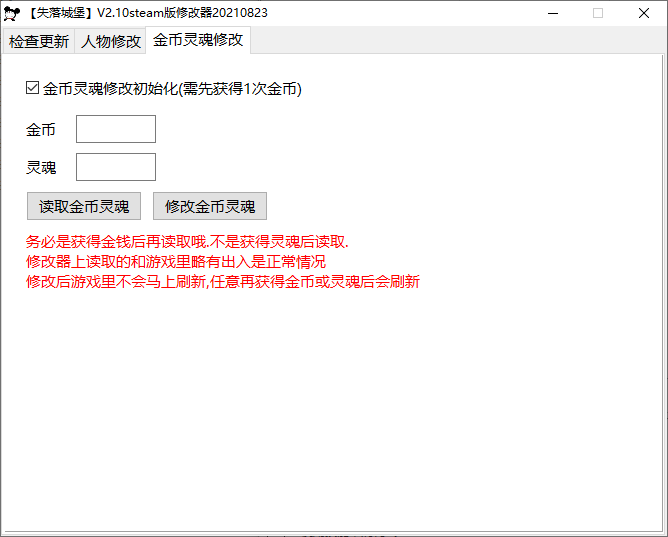 【失落城堡】V2.10steam版修改器20210823
检查更新 人物修改 金币灵魂修改
金币灵魂修改初始化(需先获得1次金币)
金币
灵魂
读取金币灵魂 修改金币灵魂
务必是获得金钱后再读取哦.不是获得灵魂后读取.
修改器上读取的和游戏里略有出入是正常情况
修改后游戏里不会马上刷新,任意再获得金币或灵魂后会刷新